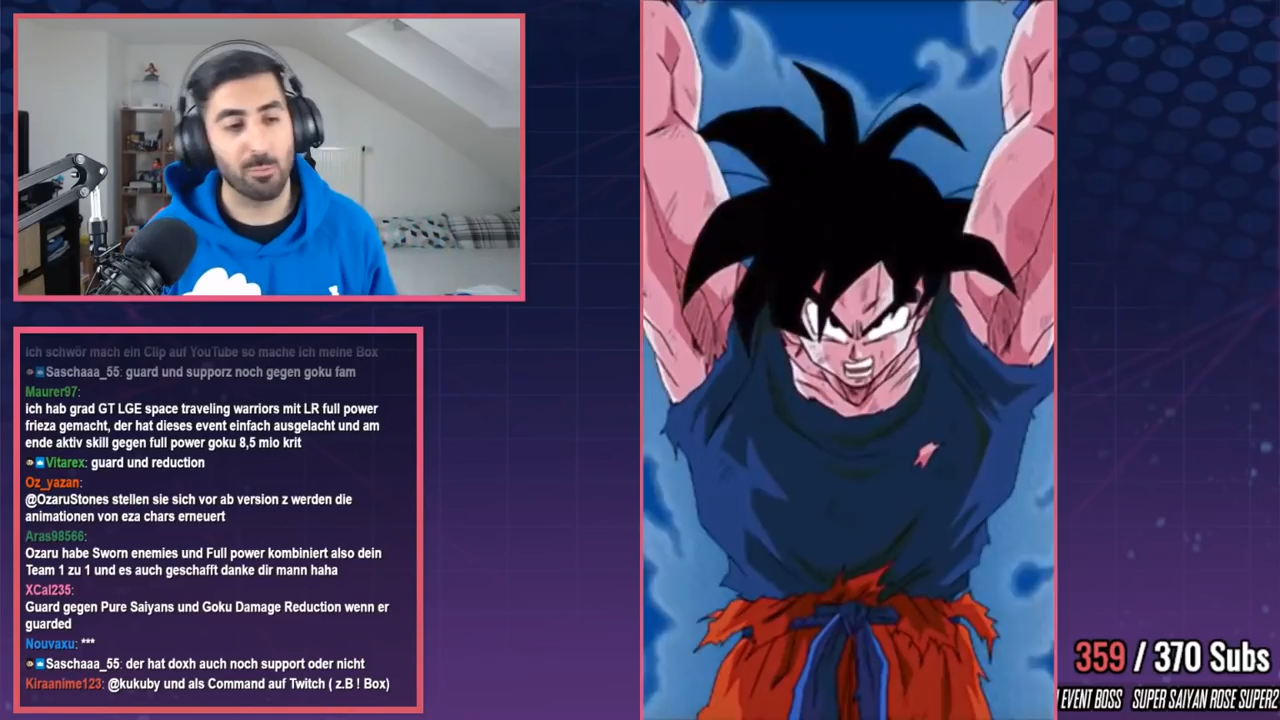 Ich schwör mach ein Clip auf YouTube so mache ich meine Box
Saschaaa_55: guard und supporz noch gegen goku fam
Maurer97:
ich hab grad GT LGE space traveling warriors mit LR full power
frieza gemacht, der hat dieses event einfach ausgelacht und am
ende aktiv skill gegen full power goku 8,5 mio krit
Vitarex: guard und reduction
Oz_yazan:
@OzaruStones stellen sie sich vor ab version z werden die
animationen von eza chars erneuert
Aras98566:
Ozaru habe Sworn enemies und Full power kombiniert also dein
Team 1 zu 1 und es auch geschafft danke dir mann haha
XCal235:
Guard gegen Pure Saiyans und Goku Damage Reduction wenn er
guarded
Nouvaxu: ***
Saschaaa_55: der hat doxh auch noch support oder nicht
Kiraanime123: @kukuby und als Command auf Twitch ( z.B ! Box)
359 / 370 Subs
EVENT BOSS SUPER SAIYAN ROSE SUPER2